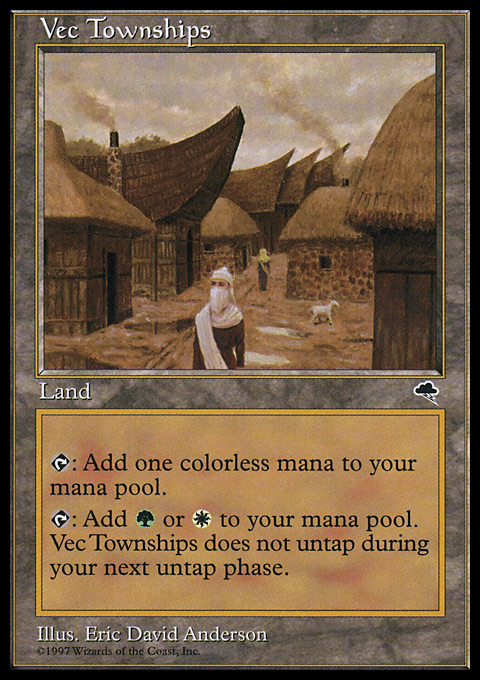 Vec Townships
Land
: Add one colorless mana to your
mana pool.
: Add or to your mana pool.
Vec Townships does not untap during
your next untap phase.
Illus. Eric David Anderson
©1997 Wizards of the Coast, Inc.